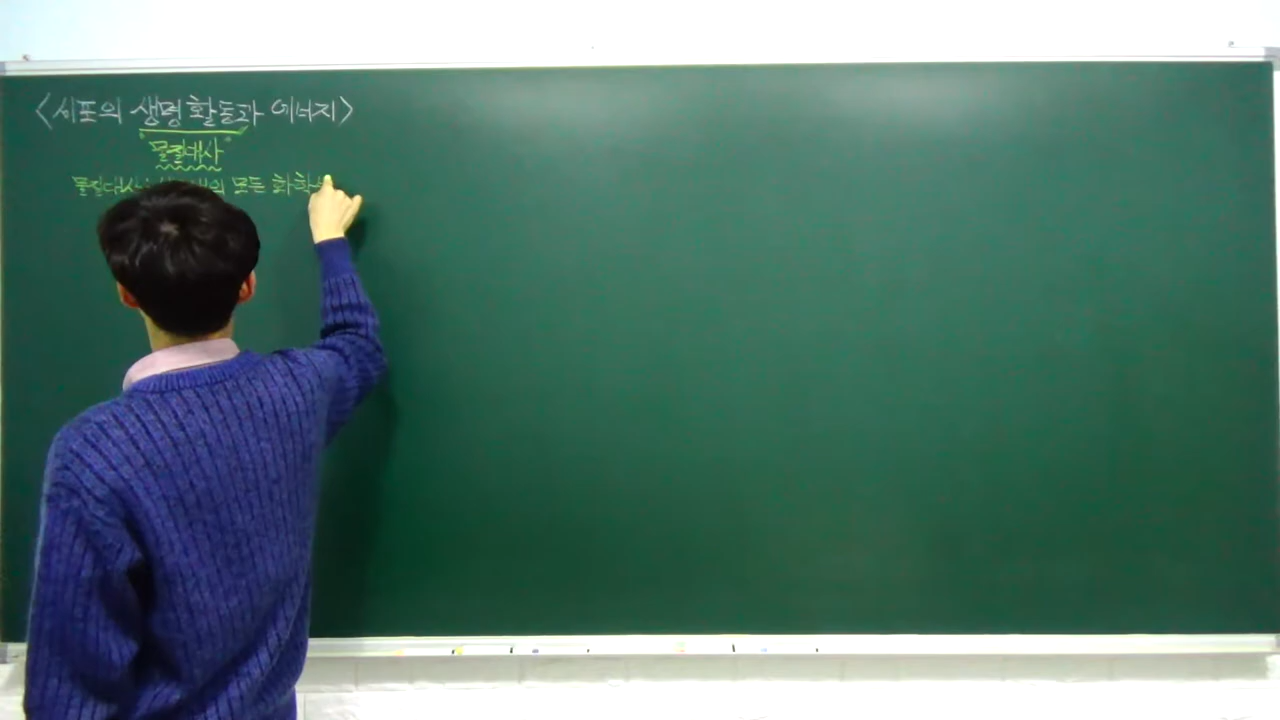 <세포의 생명 활동과 에너지>
"물질대사"
물질대사: 모든 화학